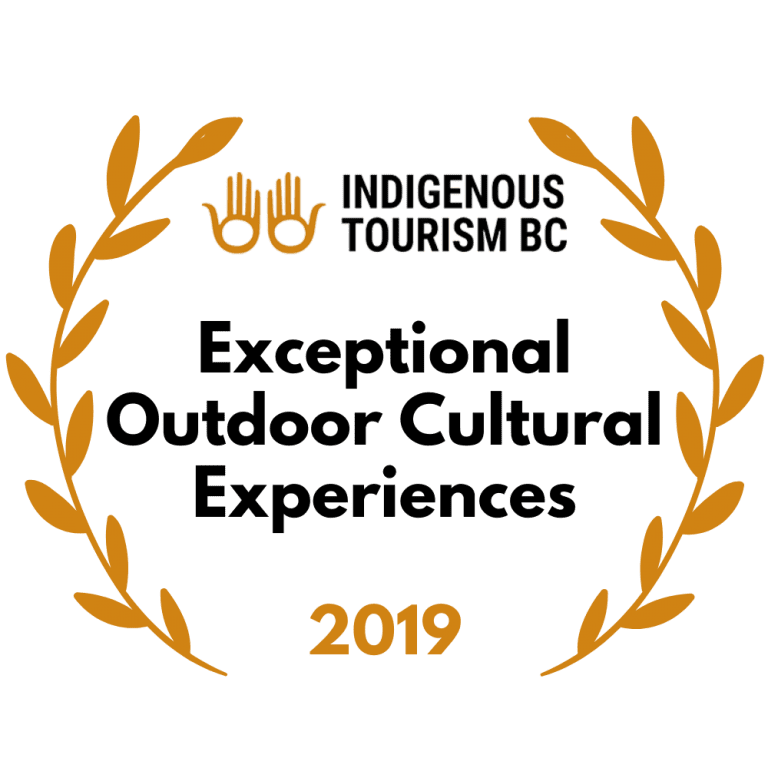 INDIGENOUS
TOURISM BC
Exceptional
Outdoor Cultural
Experiences
2019